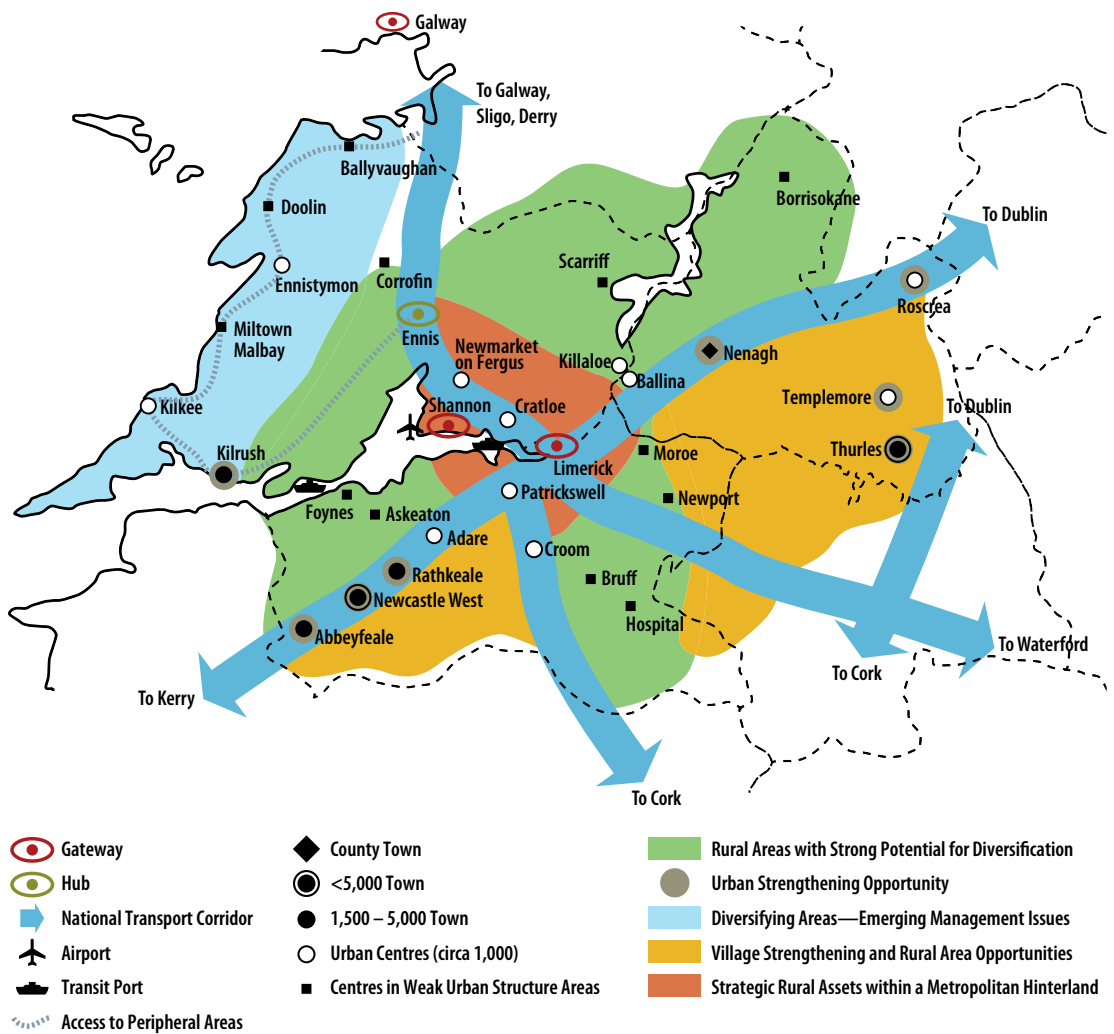 Galway
To Galway,
Sligo, Derry
Ballyvaughan
Borrisokane
Doolin
To Dublin
Scarriff
Corrofin
Ennistymon
Roscrea
Miltown
Malbay
Ennis
Newmarket
on Fergus
Killaloe
Nenagh
Ballina
Kilkee
Shannon
Cratloe
Templemore
To Dublin
Kilrush
Limerick
Moroe
Thurles
Patrickswell
Newport
Foynes
Askeaton
Adare
Croom
Rathkeale
Bruff
Newcastle West
Hospital
Abbeyfeale
To Waterford
To Cork
To Kerry
To Cork
Gateway
Hub
National Transport Corridor
Airport
Transit Port
Access to Peripheral Areas
County Town
<5,000 Town
1,500 – 5,000 Town
Urban Centres (circa 1,000)
Centres in Weak Urban Structure Areas
Rural Areas with Strong Potential for Diversification
Urban Strengthening Opportunity
Diversifying Areas—Emerging Management Issues
Village Strengthening and Rural Area Opportunities
Strategic Rural Assets within a Metropolitan Hinterland